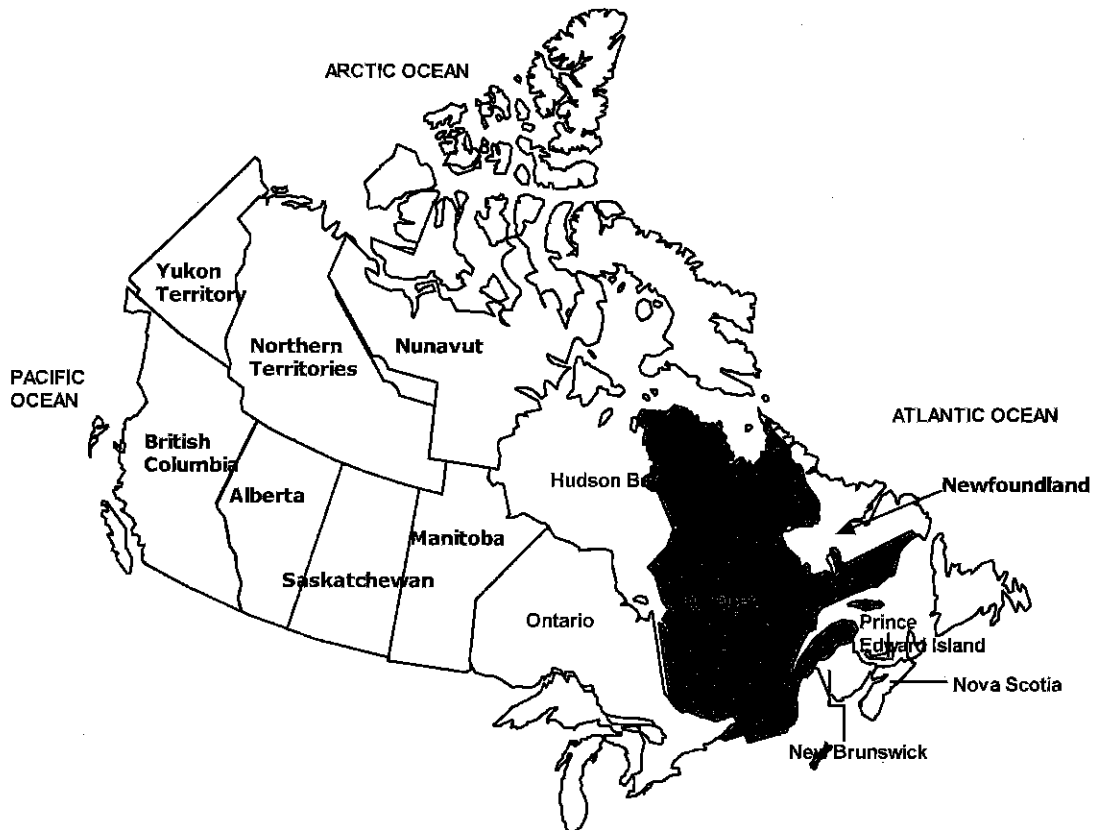 ARCTIC OCEAN
Yukon
Territory
Northern
Territories
Nunavut
PACIFIC
OCEAN
ATLANTIC OCEAN
British
Columbia
Hudson
Newfoundland
Alberta
Manitoba
Saskatchewan
Ontario
Prince
Edward Island
Nova Scotia
New Brunswick